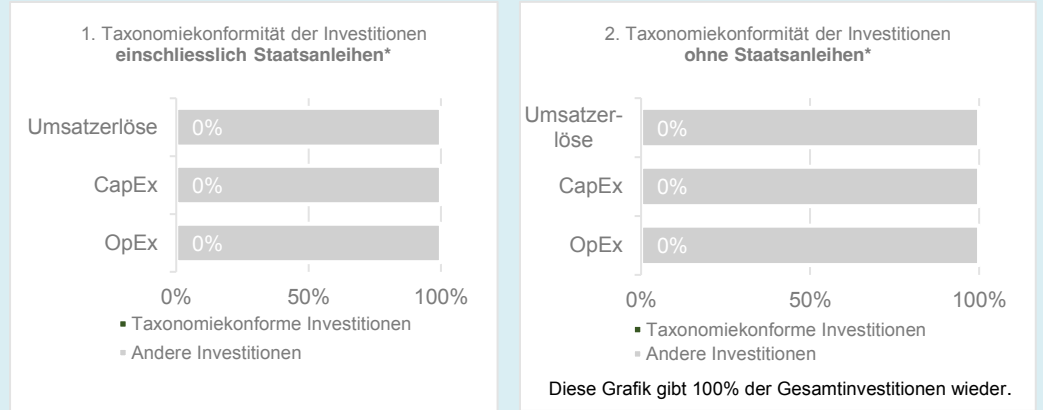 1. Taxonomiekonformität der Investitionen
einschliesslich Staatsanleihen*
Umsatzerlöse
0%
CapEx
0%
OpEx
0%
0%
50%
100%
Taxonomiekonforme Investitionen
Andere Investitionen
2. Taxonomiekonformität der Investitionen
ohne Staatsanleihen*
Umsatzer-
löse
0%
CapEx
0%
OpEx
0%
0%
50%
100%
Taxonomiekonforme Investitionen
Andere Investitionen
Diese Grafik gibt 100% der Gesamtinvestitionen wieder.